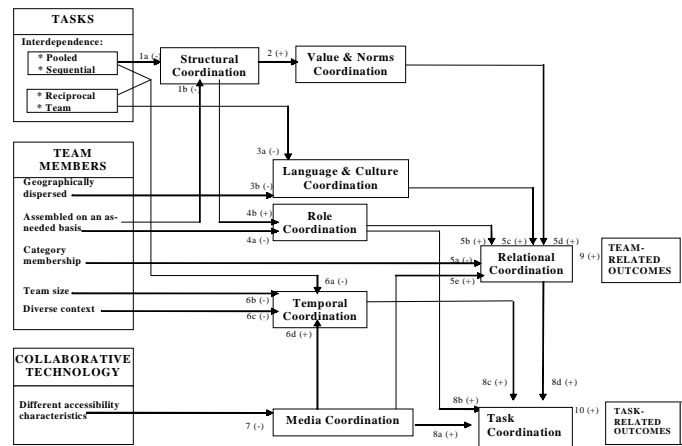 TASKS
Interdependence:
* Pooled
* Sequential
* Reciprocal
* Team
1a (-)
Structural
Coordination
1b (-)
2 (+)
Value & Norms
Coordination
3a (-)
Language & Culture
Coordination
3b (-)
TEAM
MEMBERS
Geographically
dispersed
Assembled on an as-
needed basis
Category
membership
Team size
Diverse context
4b (+)
4a (-)
Role
Coordination
5b (+)
5c (+)
5d (+)
5a (-)
5e (+)
Relational
Coordination
9 (+)
TEAM-
RELATED
OUTCOMES
6a (-)
6b (-)
6c (-)
6d (+)
Temporal
Coordination
COLLABORATIVE
TECHNOLOGY
Different accessibility
characteristics
7 (-)
Media Coordination
8a (+)
8b (+)
8c (+)
8d (+)
Task
Coordination
10 (+)
TASK-
RELATED
OUTCOMES